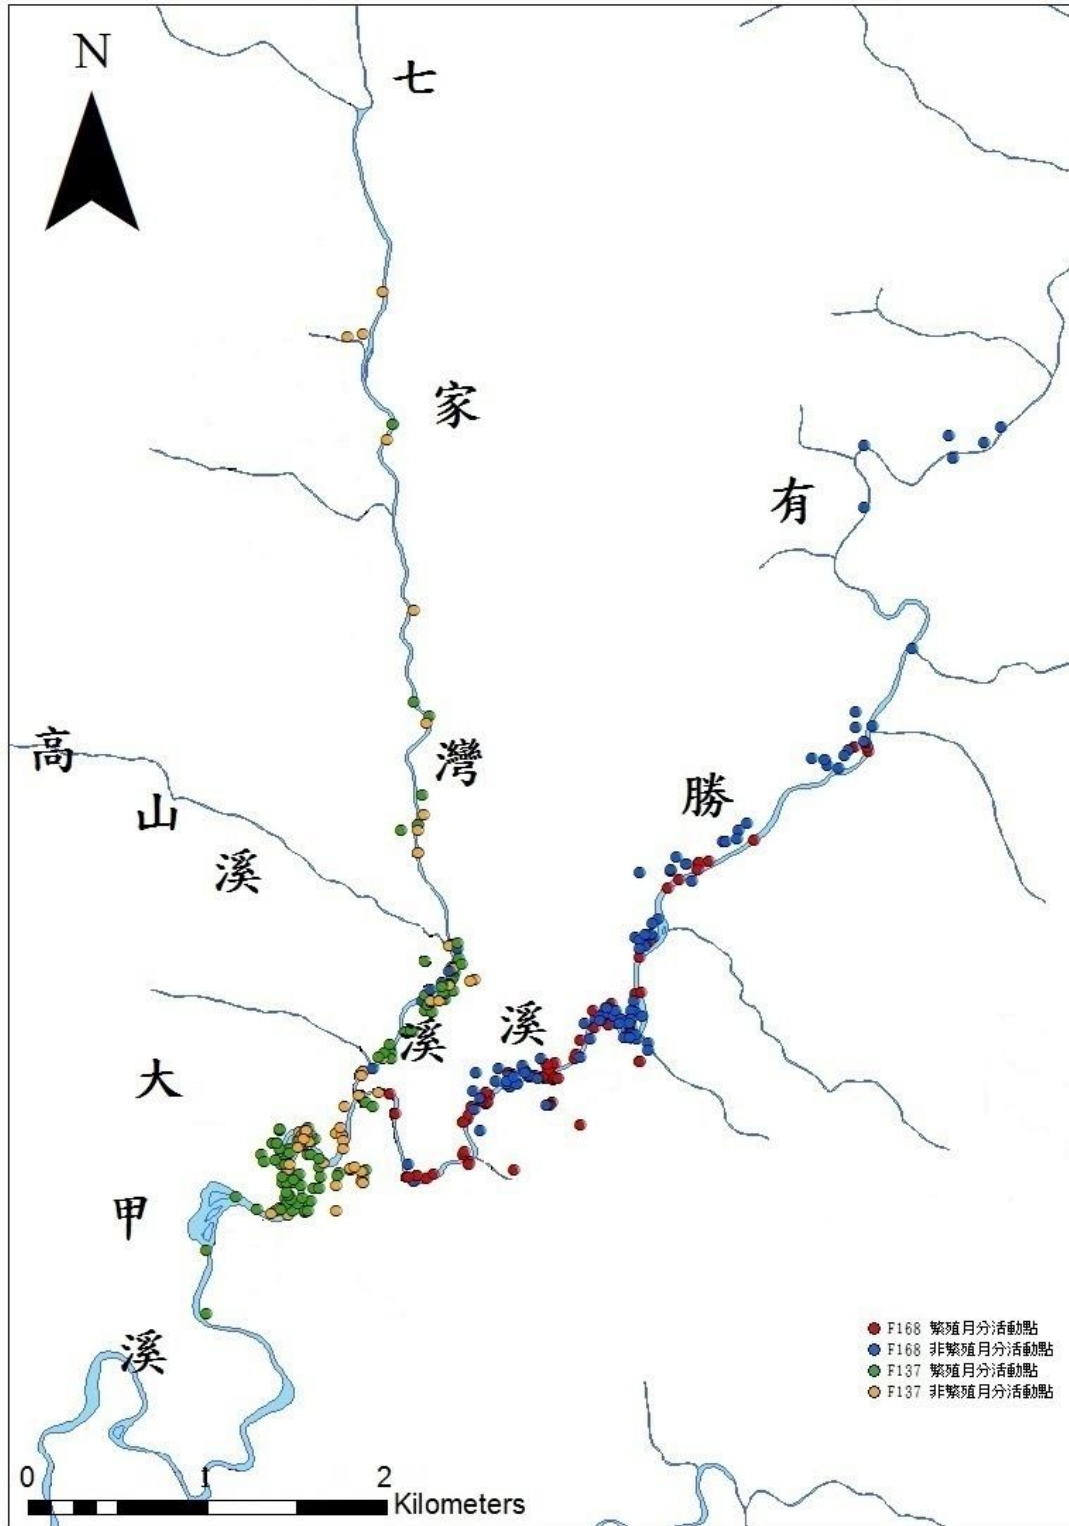 N
七
家
灣
溪
有
勝
溪
高
山
溪
大
甲
溪
F168 繁殖月分活動點
F168 非繁殖月分活動點
F137 繁殖月分活動點
F137 非繁殖月分活動點
0 1 2
Kilometers